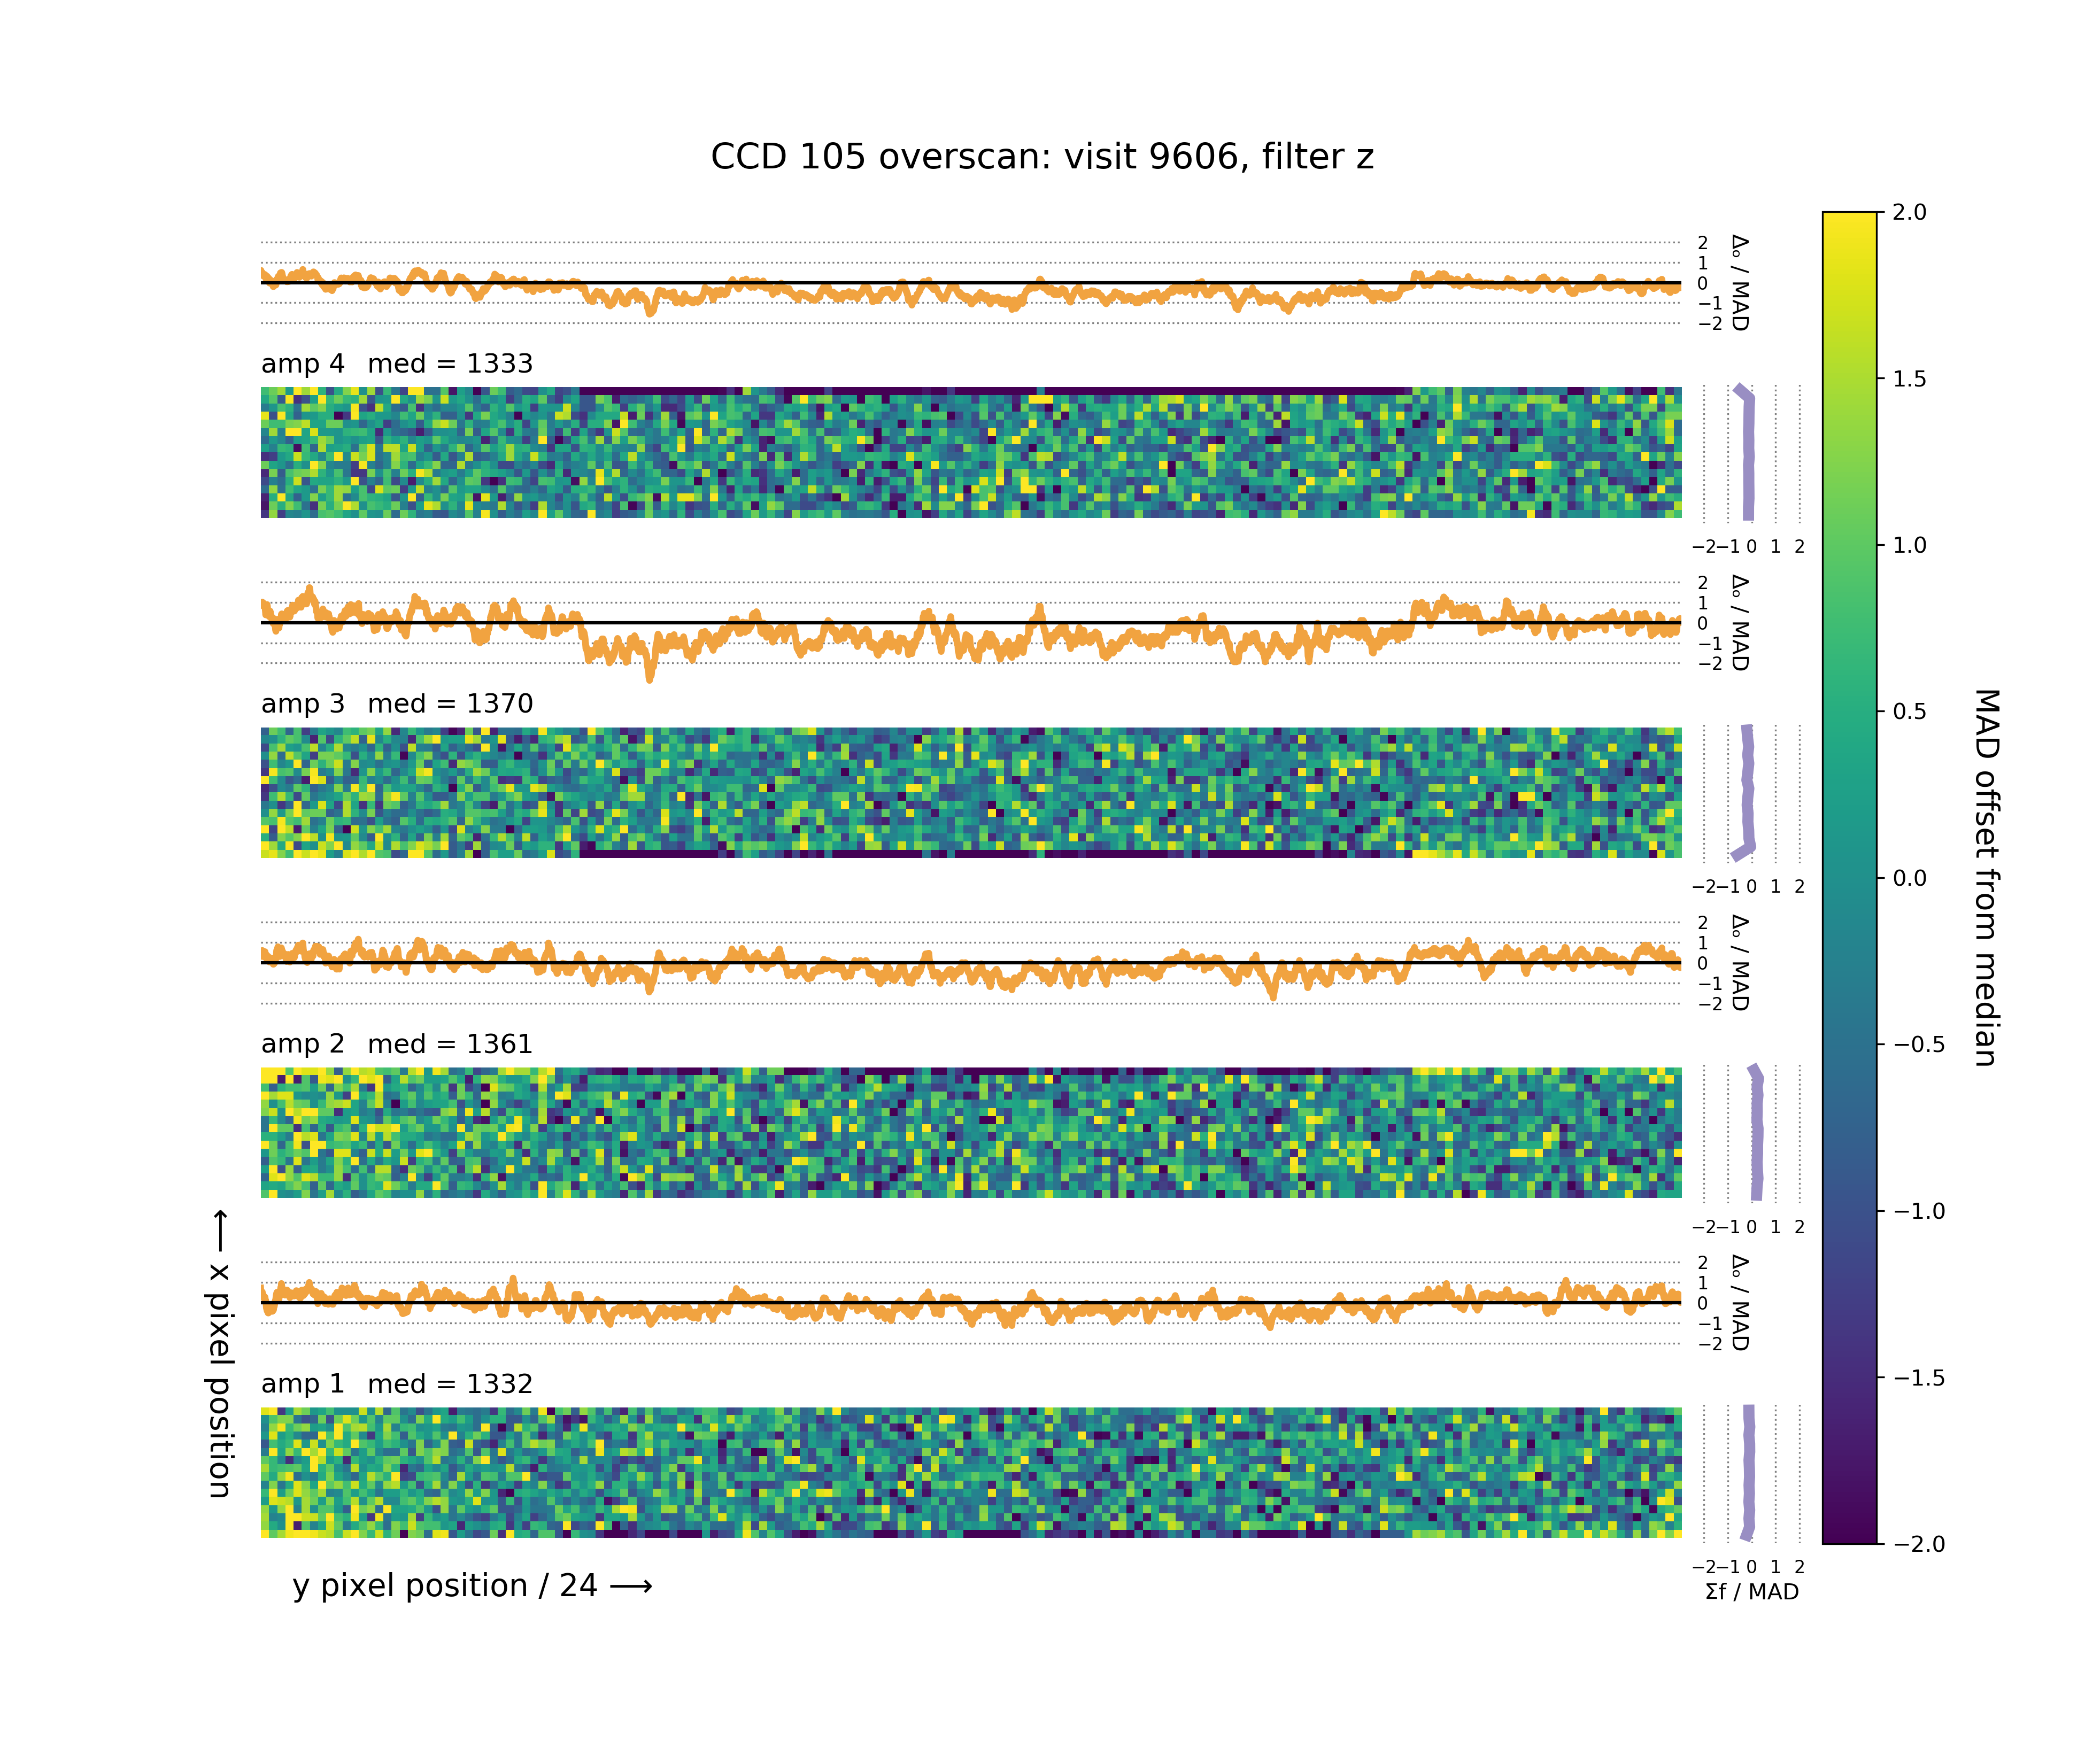 CCD 105 overscan: visit 9606, filter z
2
1
0
−1
−2
Δₒ / MAD
amp 4 med = 1333
−2 −1 0 1 2
2
1
0
−1
−2
Δₒ / MAD
amp 3 med = 1370
−2 −1 0 1 2
2
1
0
−1
−2
Δₒ / MAD
amp 2 med = 1361
−2 −1 0 1 2
2
1
0
−1
−2
Δₒ / MAD
amp 1 med = 1332
−2 −1 0 1 2
Σf / MAD
⟶ x pixel position
y pixel position / 24 ⟶
2.0
1.5
1.0
0.5
0.0
−0.5
−1.0
−1.5
−2.0
MAD offset from median